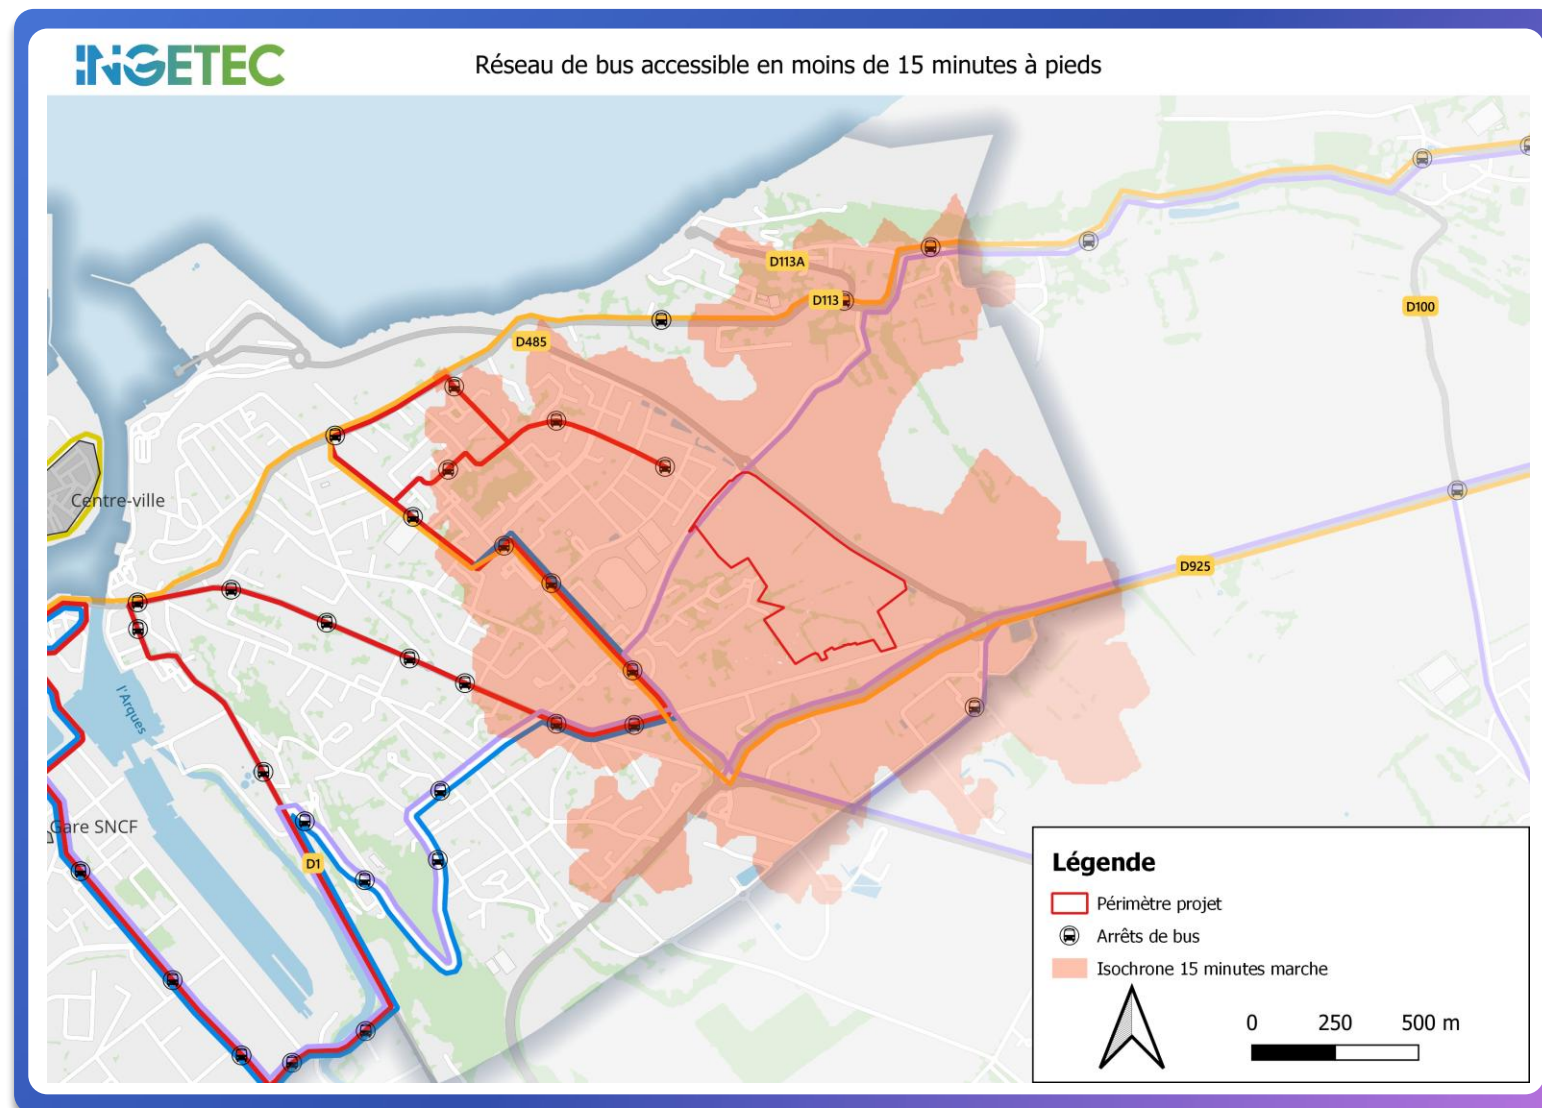 INGETEC
Réseau de bus accessible en moins de 15 minutes à pieds
D113A
D113
D100
D485
Centre-ville
D925
l'Arques
Gare SNCF
D1
Légende
Périmètre projet
Arrêts de bus
Isochrone 15 minutes marche
0 250 500 m